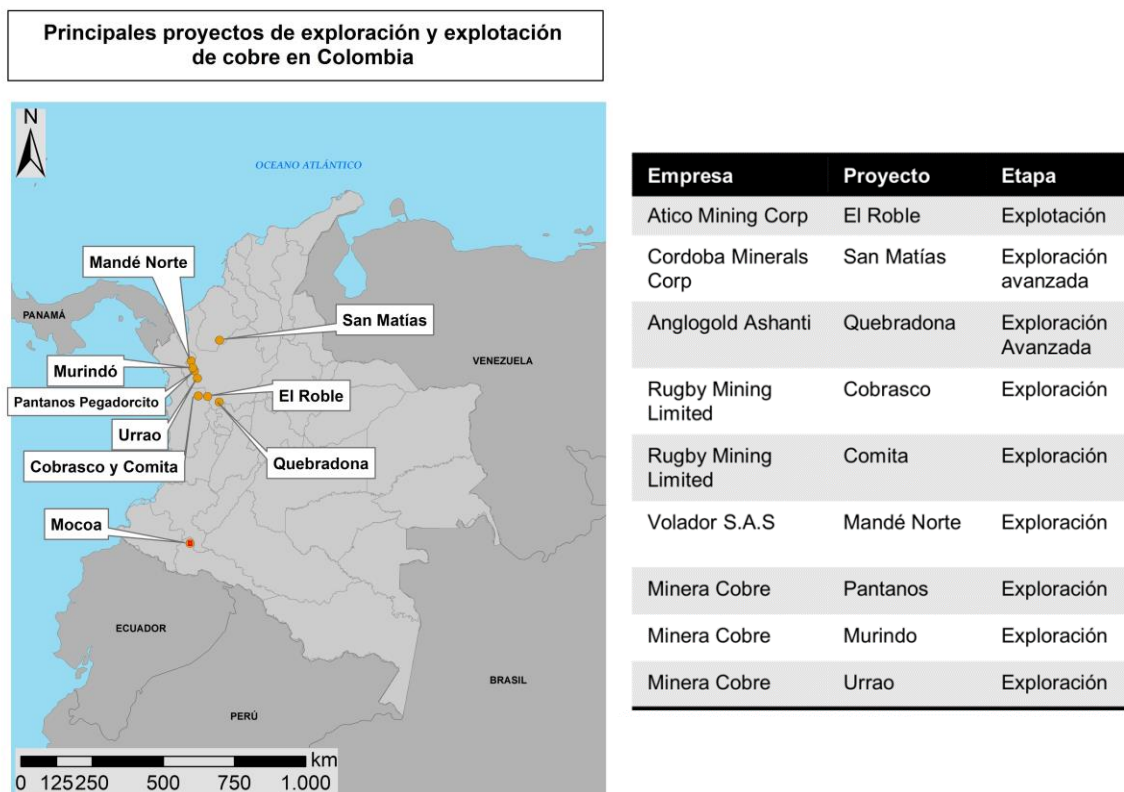 Principales proyectos de exploración y explotación
de cobre en Colombia
N
OCEANO ATLÁNTICO
Mandé Norte
PANAMÁ
San Matías
VENEZUELA
Murindó
Pantanos Pegadorcito
El Roble
Urrao
Cobrasco y Comita
Quebradona
Mocoa
ECUADOR
BRASIL
PERÚ
km
0 125 250 500 750 1.000
Empresa Proyecto Etapa
Atico Mining Corp El Roble Explotación
Cordoba Minerals San Matías Exploración
Corp avanzada
Anglogold Ashanti Quebradona Exploración
Avanzada
Rugby Mining Cobrasco Exploración
Limited
Rugby Mining Comita Exploración
Limited
Volador S.A.S Mandé Norte Exploración
Minera Cobre Pantanos Exploración
Minera Cobre Murindo Exploración
Minera Cobre Urrao Exploración